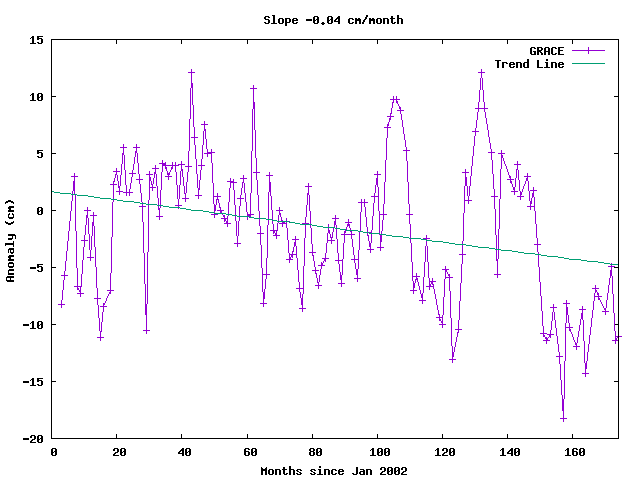 Slope -0.04 cm/month
GRACE
Trend Line
15
10
5
0
-5
-10
-15
-20
Anomaly (cm)
0 20 40 60 80 100 120 140 160
Months since Jan 2002